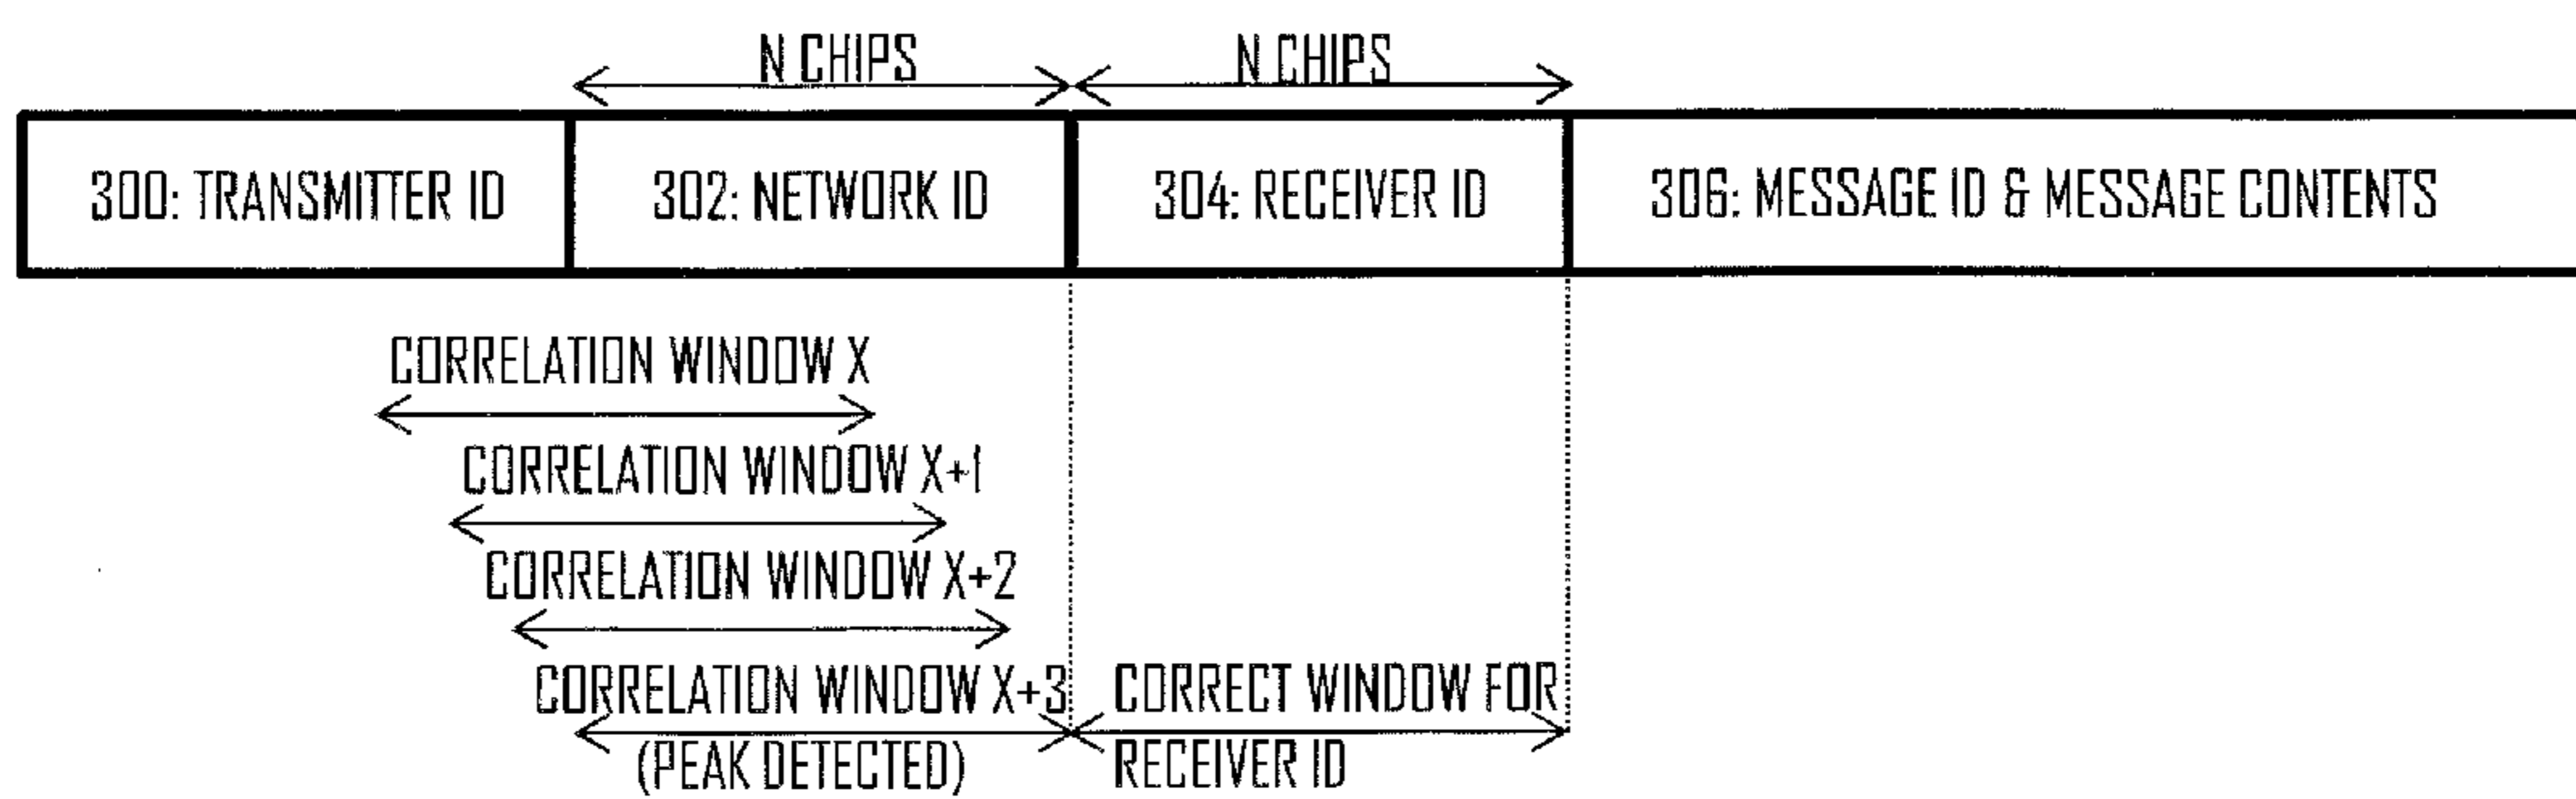 N CHIPS N CHIPS
300: TRANSMITTER ID 302: NETWORK ID 304: RECEIVER ID 306: MESSAGE ID & MESSAGE CONTENTS
CORRELATION WINDOW X
CORRELATION WINDOW X+1
CORRELATION WINDOW X+2
CORRELATION WINDOW X+3 CORRECT WINDOW FOR
(PEAK DETECTED) RECEIVER ID